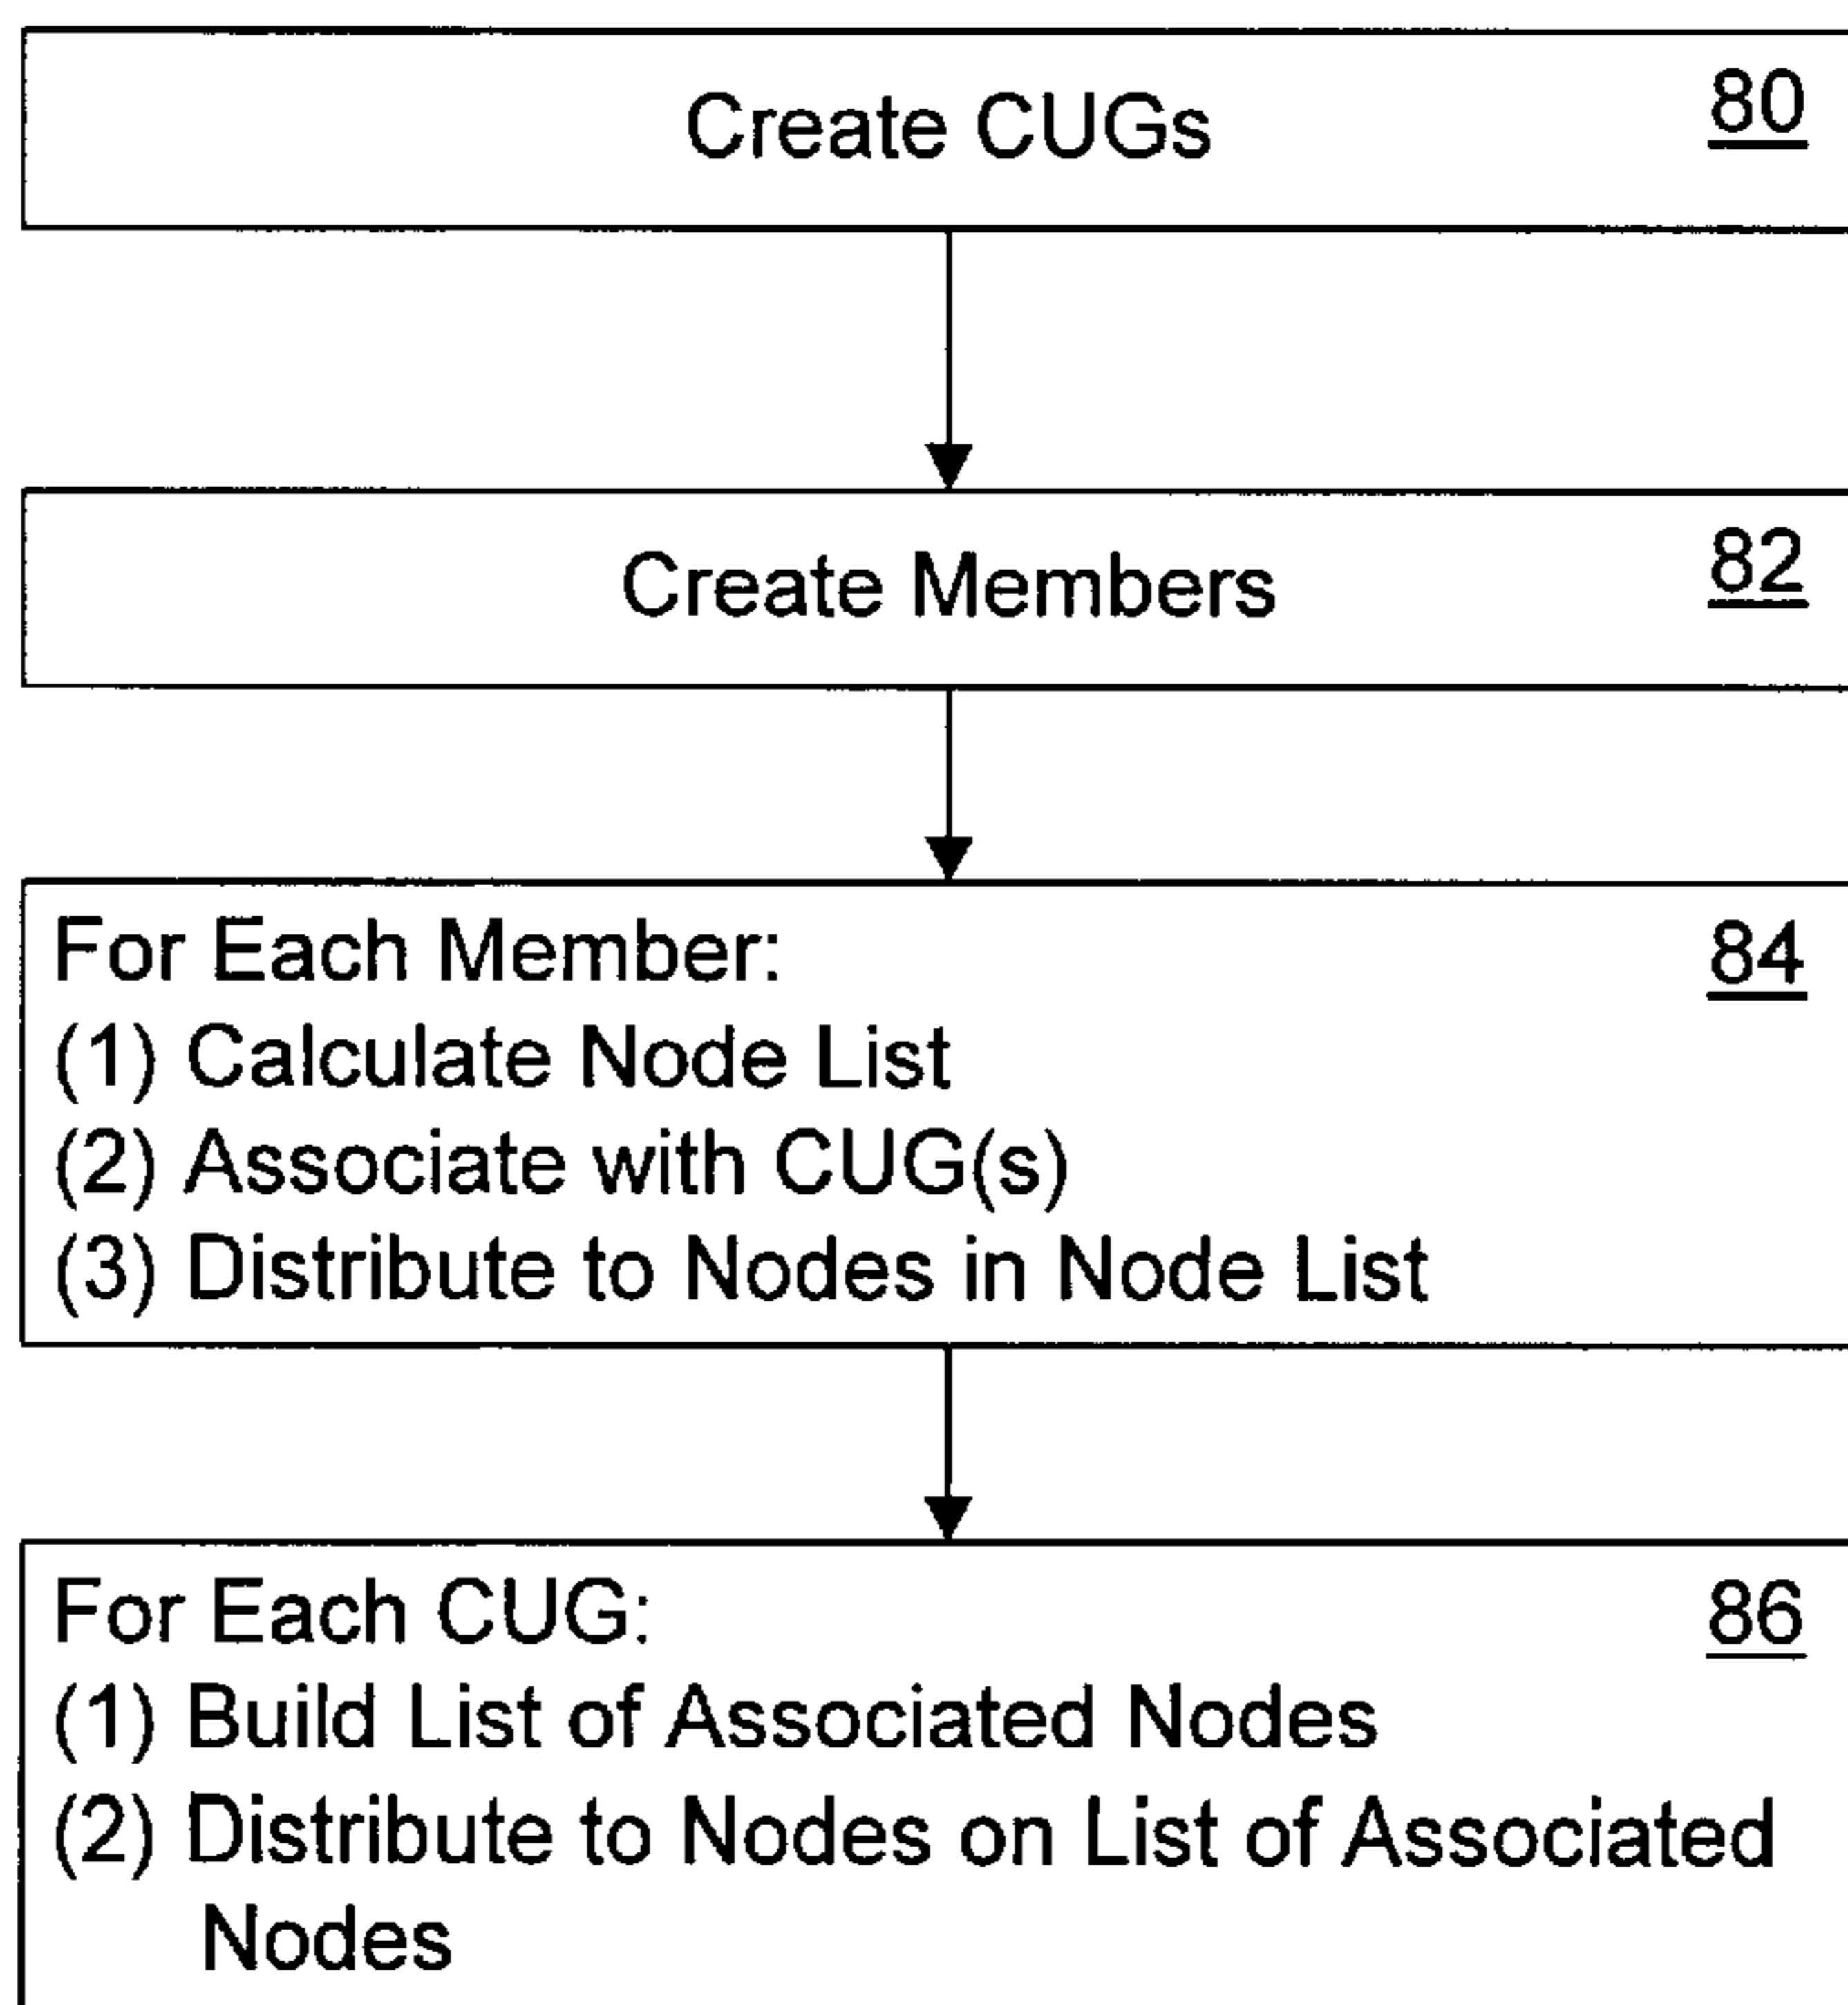 Create CUGs 80
Create Members 82
For Each Member: 84
(1) Calculate Node List
(2) Associate with CUG(s)
(3) Distribute to Nodes in Node List
For Each CUG: 86
(1) Build List of Associated Nodes
(2) Distribute to Nodes on List of Associated
Nodes